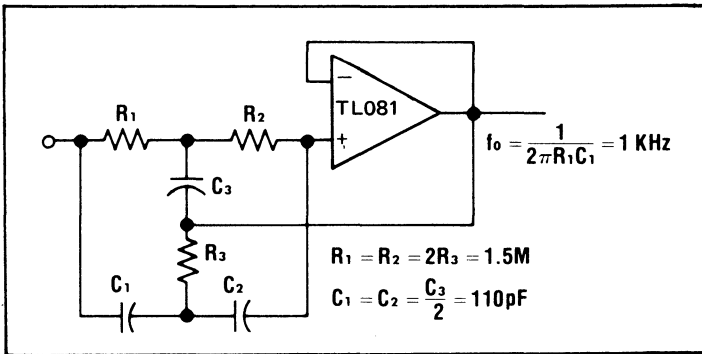 −
TL081
+
R₁
R₂
C₃
f₀ = 1 / 2πR₁C₁ = 1 KHz
R₃
R₁ = R₂ = 2R₃ = 1.5M
C₁
C₂
C₁ = C₂ = C₃ / 2 = 110pF